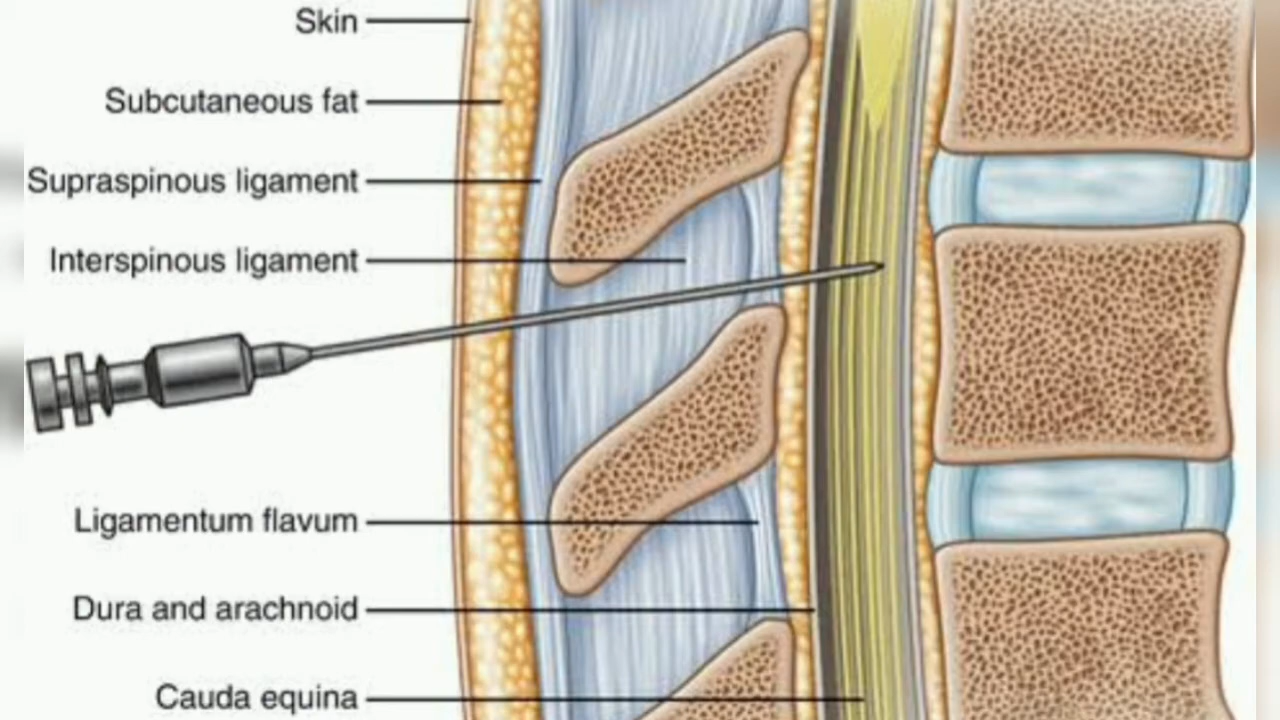 Skin
Subcutaneous fat
Supraspinous ligament
Interspinous ligament
Ligamentum flavum
Dura and arachnoid
Cauda equina